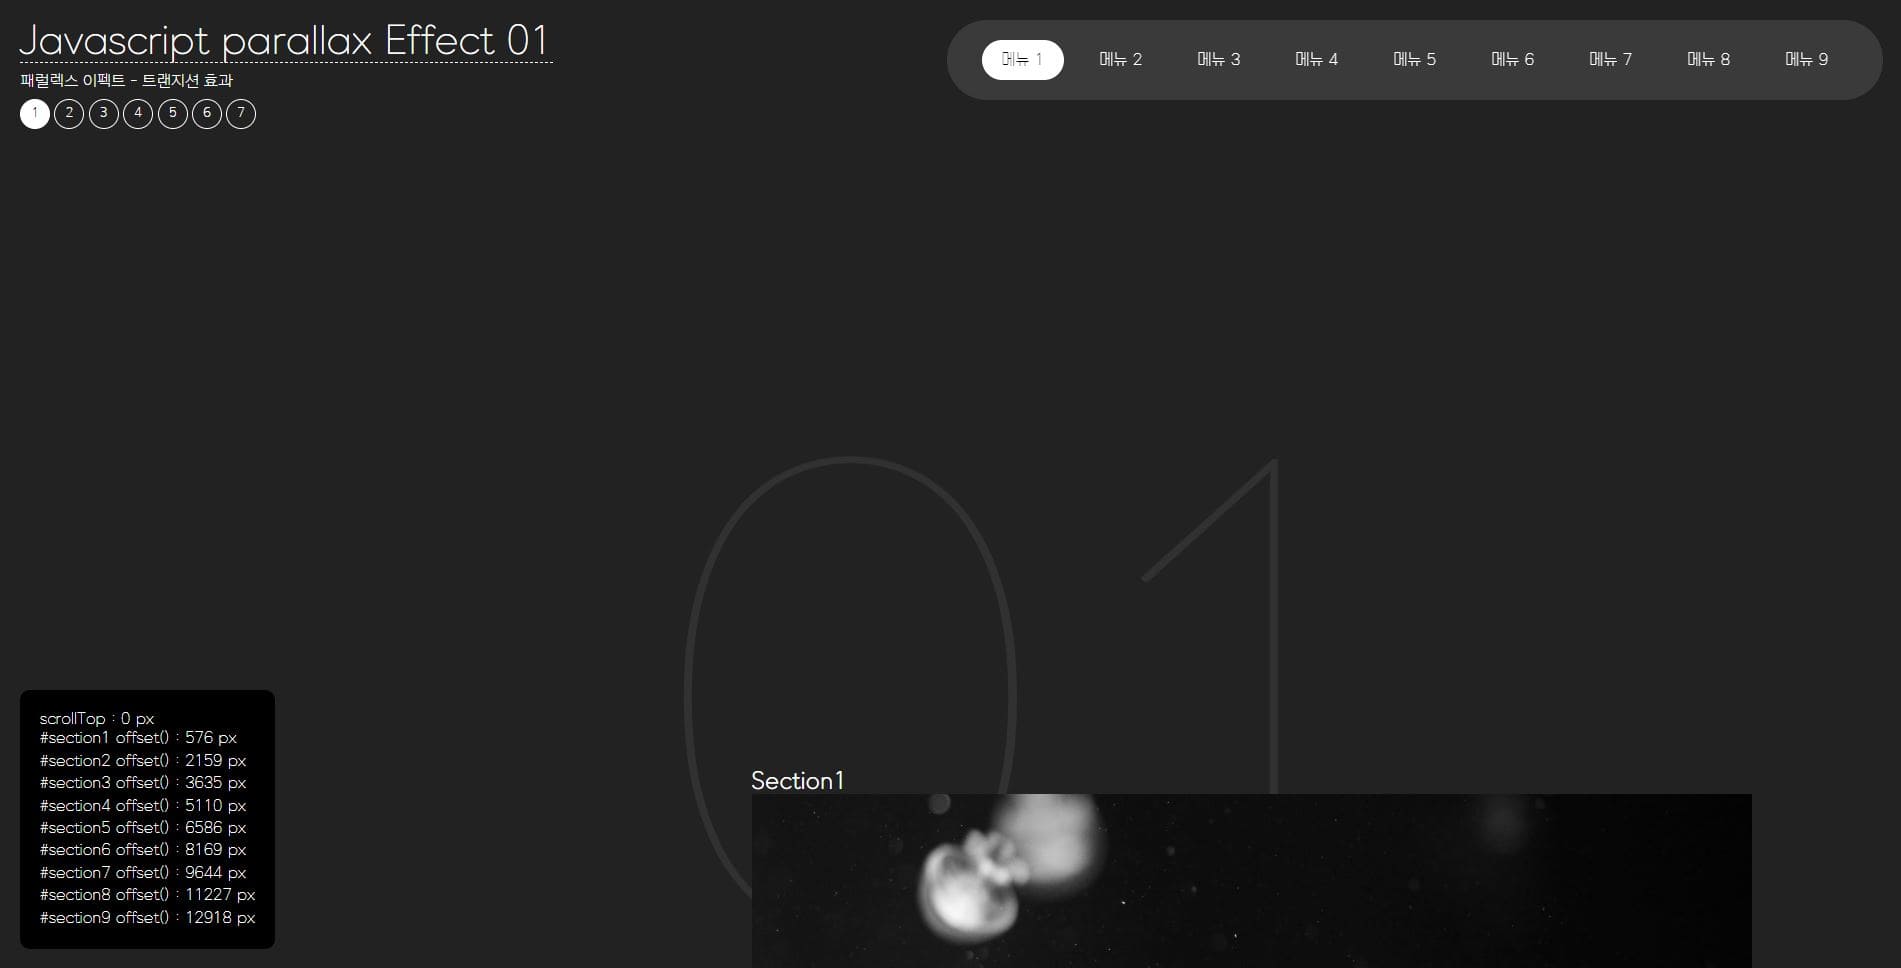 Javascript parallax Effect 01
패럴렉스 이펙트 - 트랜지션 효과
1 2 3 4 5 6 7
메뉴 1 메뉴 2 메뉴 3 메뉴 4 메뉴 5 메뉴 6 메뉴 7 메뉴 8 메뉴 9
01
Section1
scrollTop : 0 px
#section1 offset() : 576 px
#section2 offset() : 2159 px
#section3 offset() : 3635 px
#section4 offset() : 5110 px
#section5 offset() : 6586 px
#section6 offset() : 8169 px
#section7 offset() : 9644 px
#section8 offset() : 11227 px
#section9 offset() : 12918 px